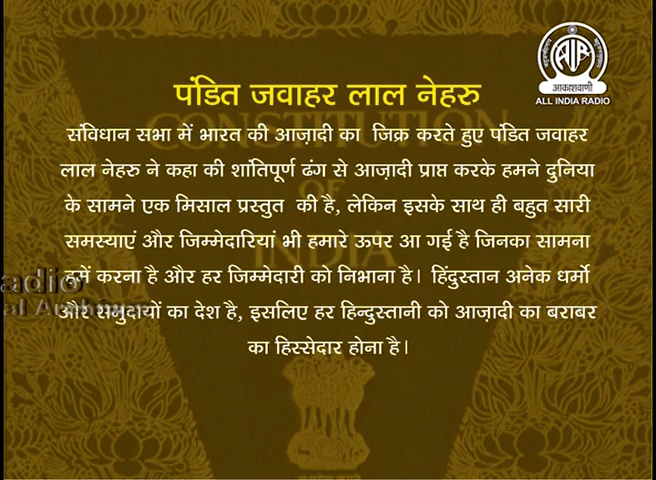 आकाशवाणी
ALL INDIA RADIO
पंडित जवाहर लाल नेहरु
संविधान सभा में भारत की आज़ादी का जिक्र करते हुए पंडित जवाहर
लाल नेहरु ने कहा की शांतिपूर्ण ढंग से आज़ादी प्राप्त करके हमने दुनिया
के सामने एक मिसाल प्रस्तुत की है, लेकिन इसके साथ ही बहुत सारी
समस्याएं और जिम्मेदारियां भी हमारे ऊपर आ गई है जिनका सामना
हमें करना है और हर जिम्मेदारी को निभाना है। हिंदुस्तान अनेक धर्मो
और समुदायों का देश है, इसलिए हर हिन्दुस्तानी को आज़ादी का बराबर
का हिस्सेदार होना है।
CONSTITUTION
OF
INDIA
adio